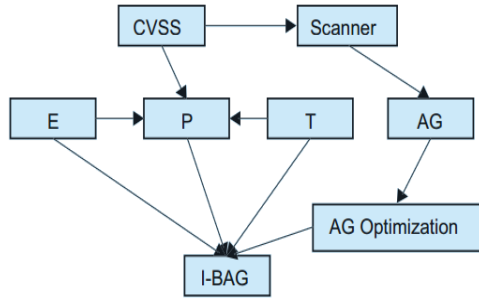 CVSS
Scanner
E
P
T
AG
AG Optimization
I-BAG